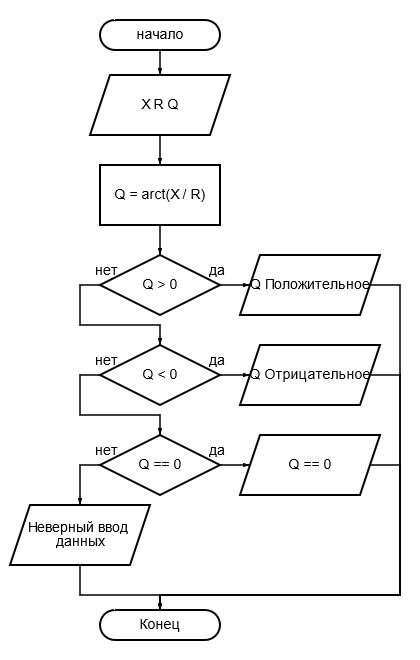 начало
X R Q
Q = arct(X / R)
нет
да
Q > 0
Q Положительное
нет
да
Q < 0
Q Отрицательное
нет
да
Q == 0
Q == 0
Неверный ввод
данных
Конец